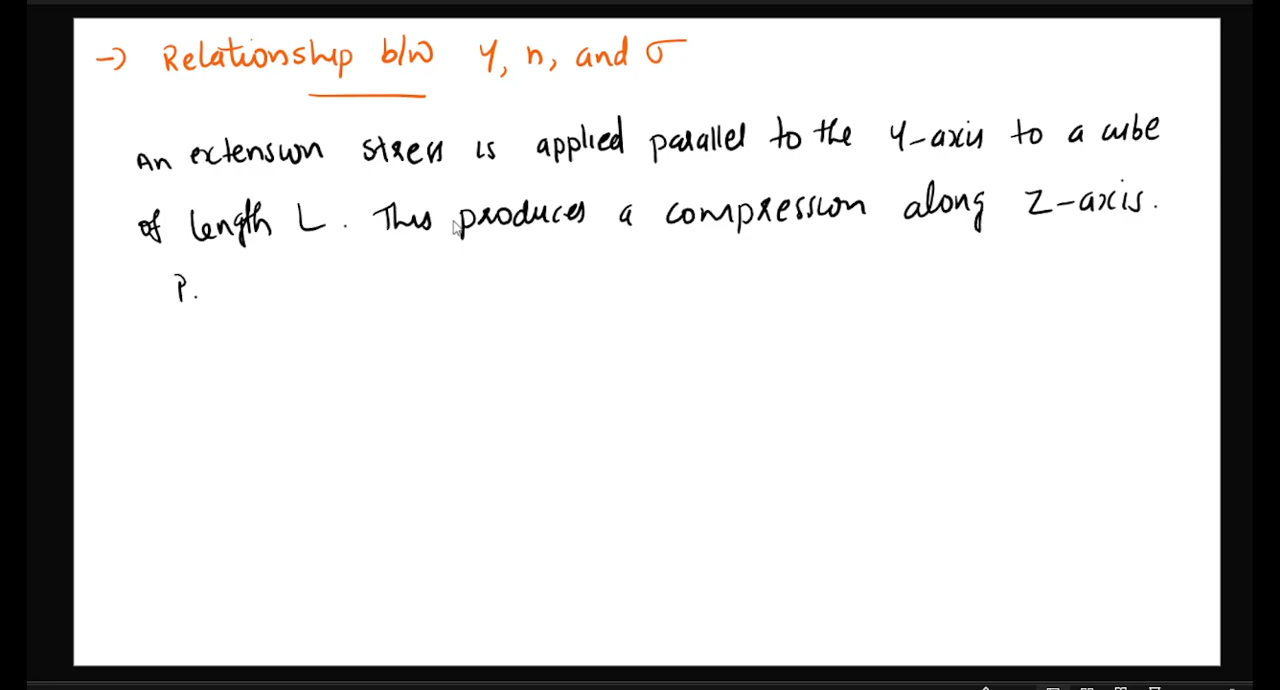 → Relationship b/w Y, n, and σ
An extension stress is applied parallel to the Y-axis to a cube
of length L. This produces a compression along Z-axis.
P.